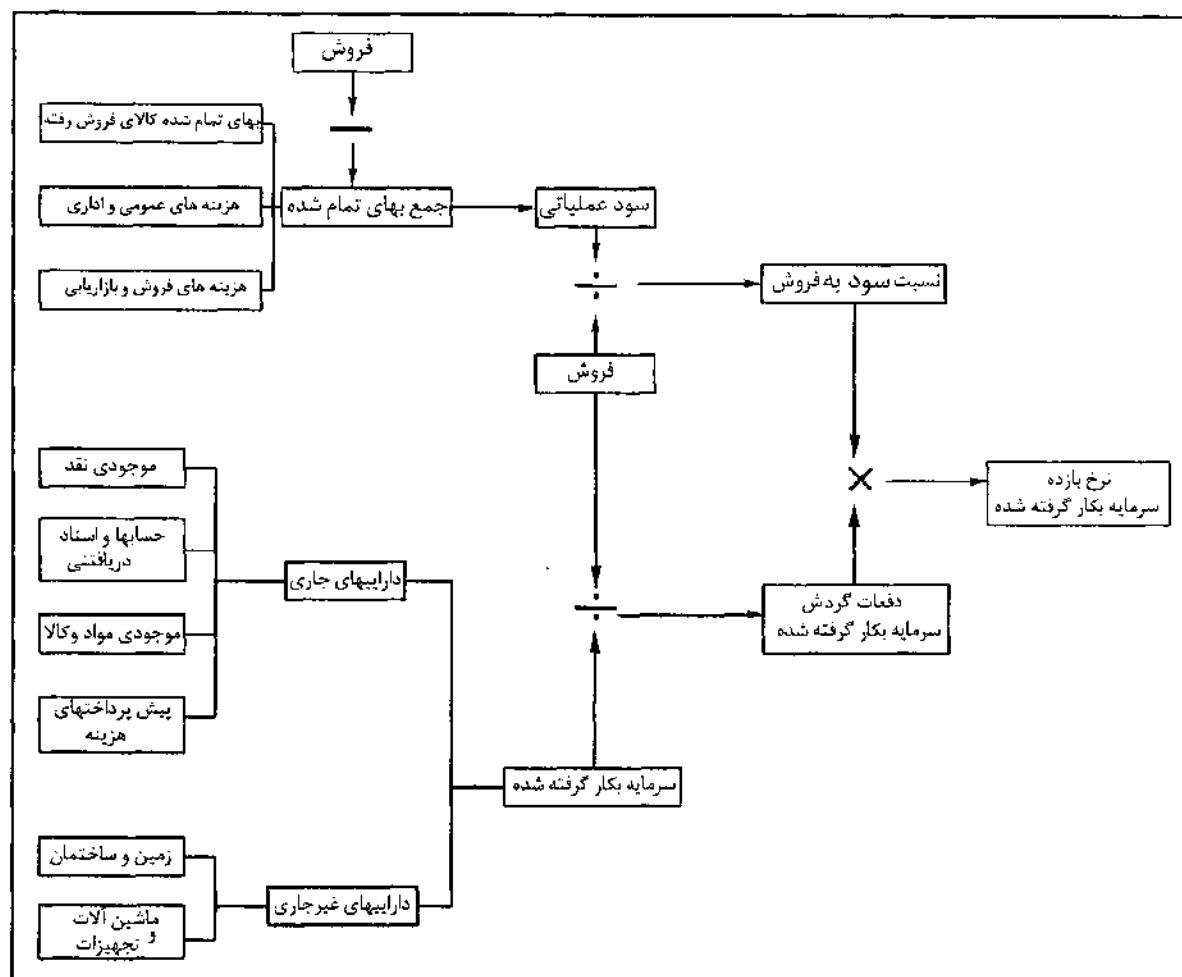 فروش
بهای تمام شده کالای فروش رفته
هزینه های عمومی و اداری
جمع بهای تمام شده
سود عملیاتی
هزینه های فروش و بازاریابی
نسبت سود به فروش
فروش
موجودی نقد
نرخ بازده
سرمایه بکار گرفته شده
حسابها و اسناد
دریافتنی
داراییهای جاری
دفعات گردش
سرمایه بکار گرفته شده
موجودی مواد وکالا
پیش پرداختهای
هزینه
سرمایه بکار گرفته شده
زمین و ساختمان
داراییهای غیرجاری
ماشین آلات
و
تجهیزات